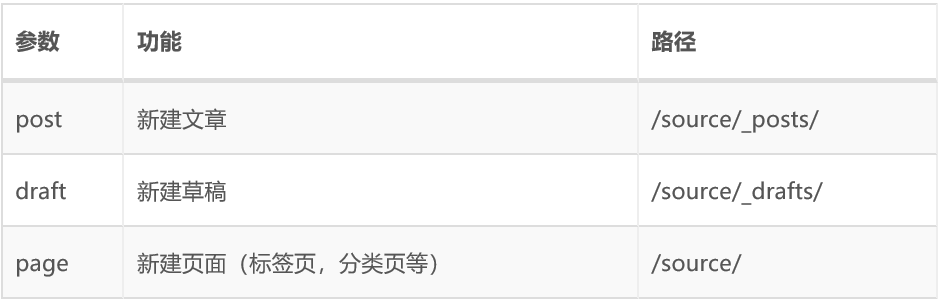 参数 功能 路径
post 新建文章 /source/_posts/
draft 新建草稿 /source/_drafts/
page 新建页面（标签页，分类页等） /source/